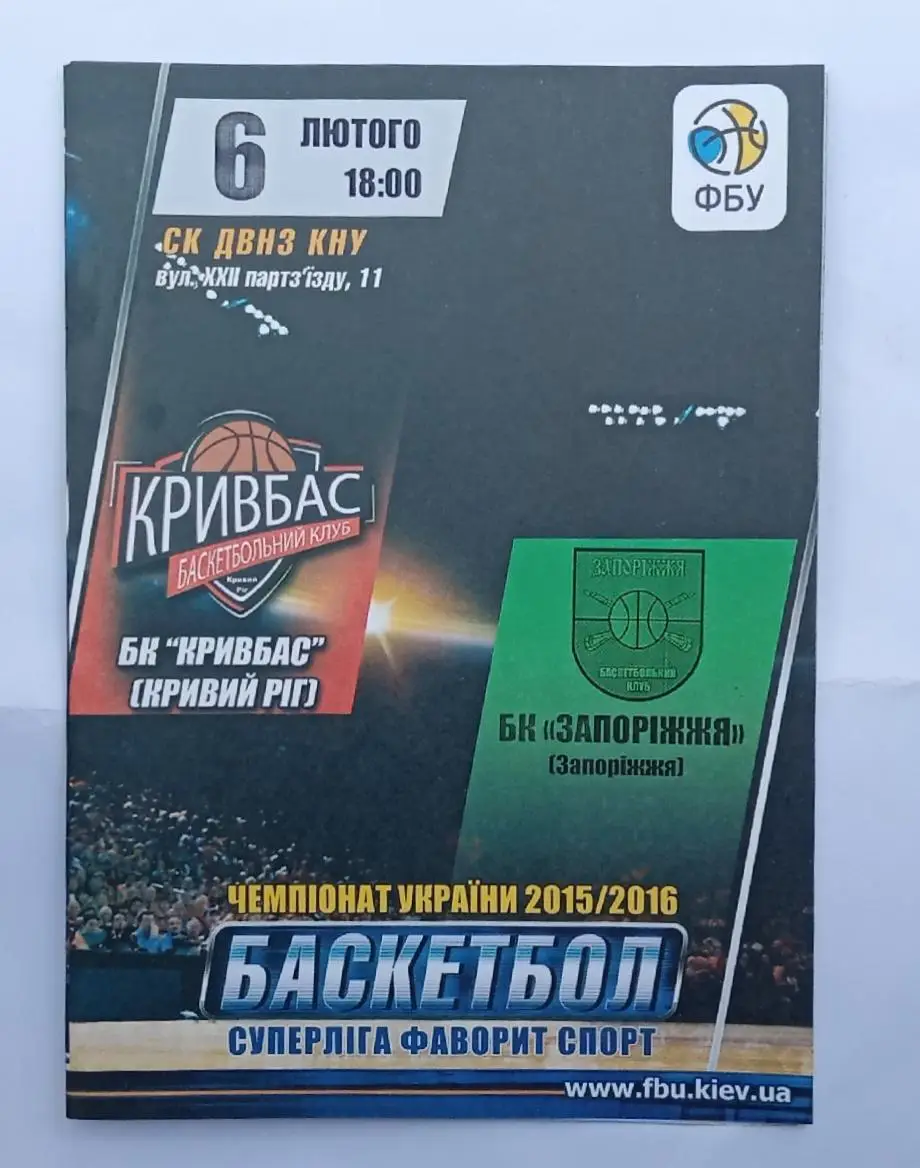 6
ЛЮТОГО
18:00
ФБУ
СК ДВНЗ КНУ
вул. XXII партз'їзду, 11
КРИВБАС
БАСКЕТБОЛЬНИЙ КЛУБ
Кривий
Ріг
БК "КРИВБАС"
(КРИВИЙ РІГ)
ЗАПОРІЖЖЯ
БАСКЕТБОЛЬНИЙ
КЛУБ
БК «ЗАПОРІЖЖЯ»
(Запоріжжя)
ЧЕМПІОНАТ УКРАЇНИ 2015/2016
БАСКЕТБОЛ
СУПЕРЛІГА ФАВОРИТ СПОРТ
www.fbu.kiev.ua